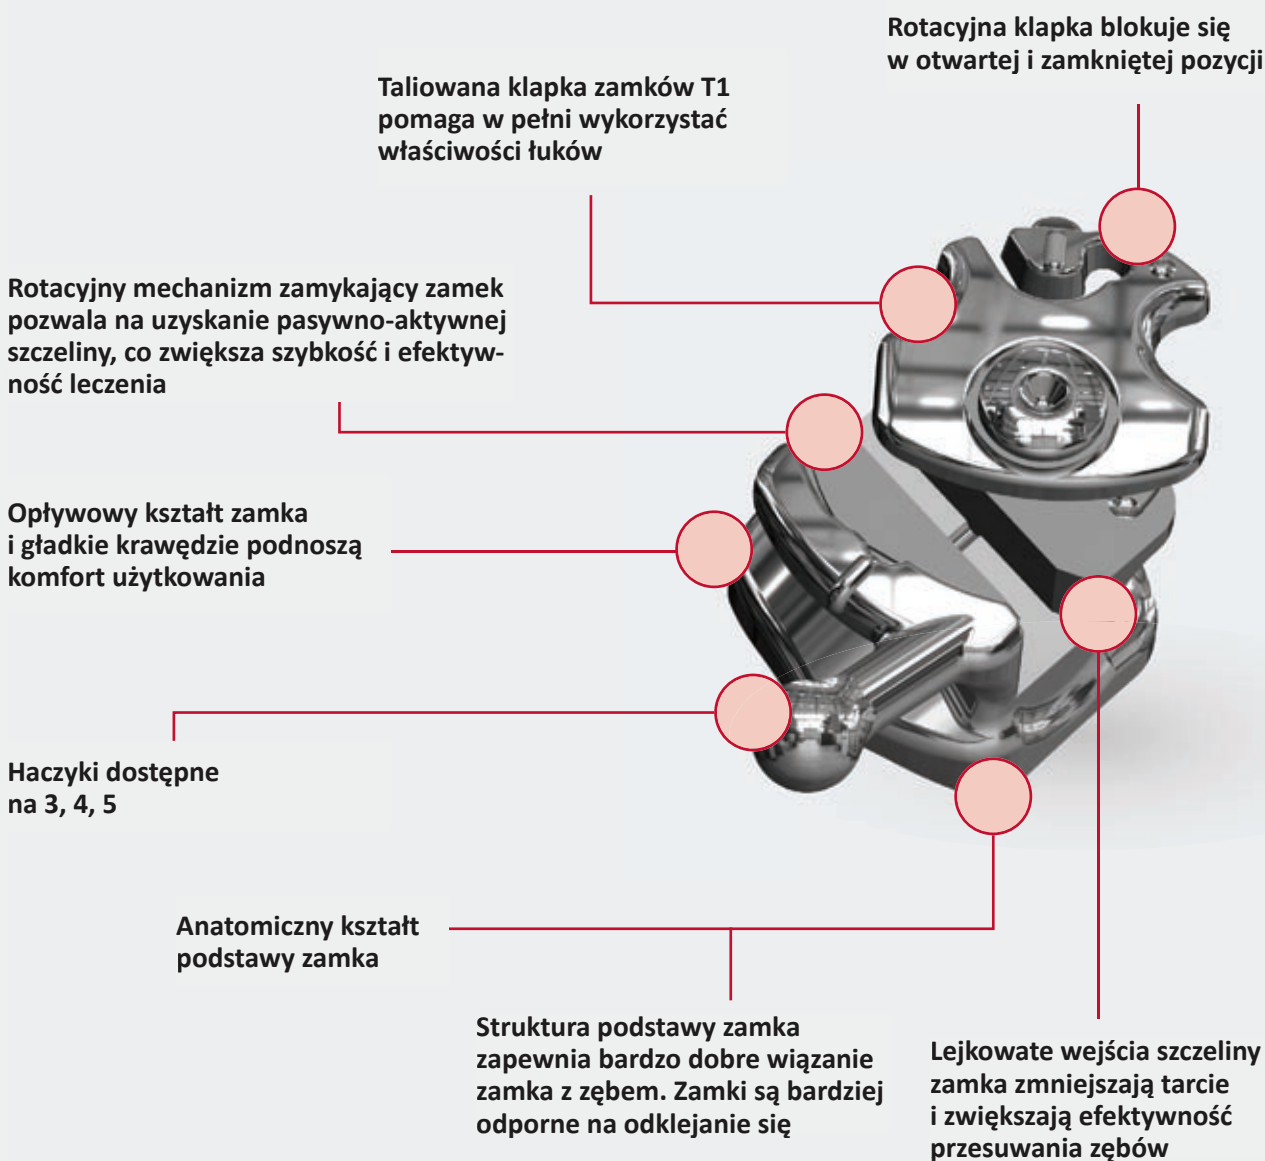 Rotacyjna klapka blokuje się
w otwartej i zamkniętej pozycji
Taliowana klapka zamków T1
pomaga w pełni wykorzystać
właściwości łuków
Rotacyjny mechanizm zamykający zamek
pozwala na uzyskanie pasywno-aktywnej
szczeliny, co zwiększa szybkość i efektyw-
ność leczenia
Opływowy kształt zamka
i gładkie krawędzie podnoszą
komfort użytkowania
Haczyki dostępne
na 3, 4, 5
Anatomiczny kształt
podstawy zamka
Struktura podstawy zamka
zapewnia bardzo dobre wiązanie
zamka z zębem. Zamki są bardziej
odporne na odklejanie się
Lejkowate wejścia szczeliny
zamka zmniejszają tarcie
i zwiększają efektywność
przesuwania zębów